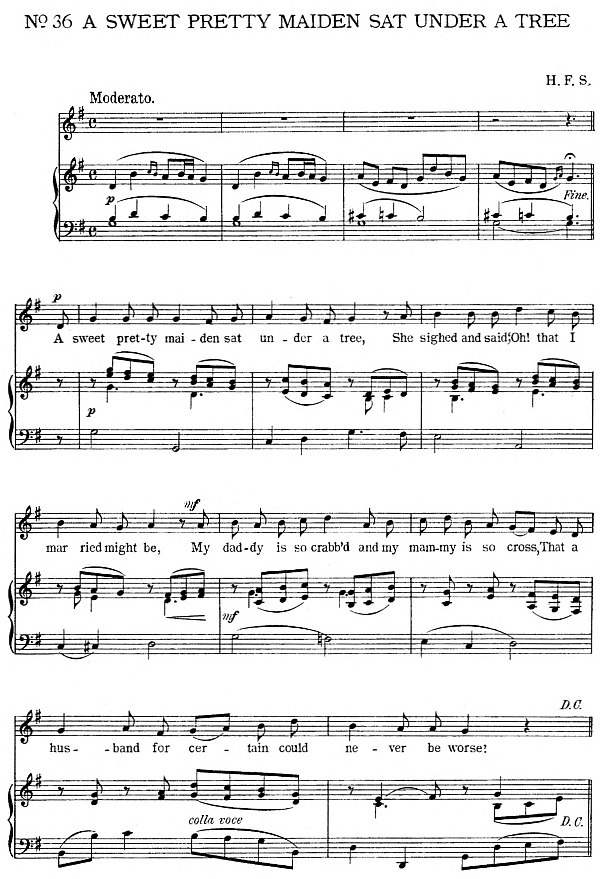 No 36 A SWEET PRETTY MAIDEN SAT UNDER A TREE
H. F. S.
Moderato.
p
Fine.
p
A sweet pret-ty mai-den sat un-der a tree, She sighed and said; "Oh! that I
p
mf
mar ried might be, My dad-dy is so crabb'd and my mam-my is so cross, That a
mf
D.C.
hus--band for cer-tain could ne-ver be worse!
colla voce
D.C.